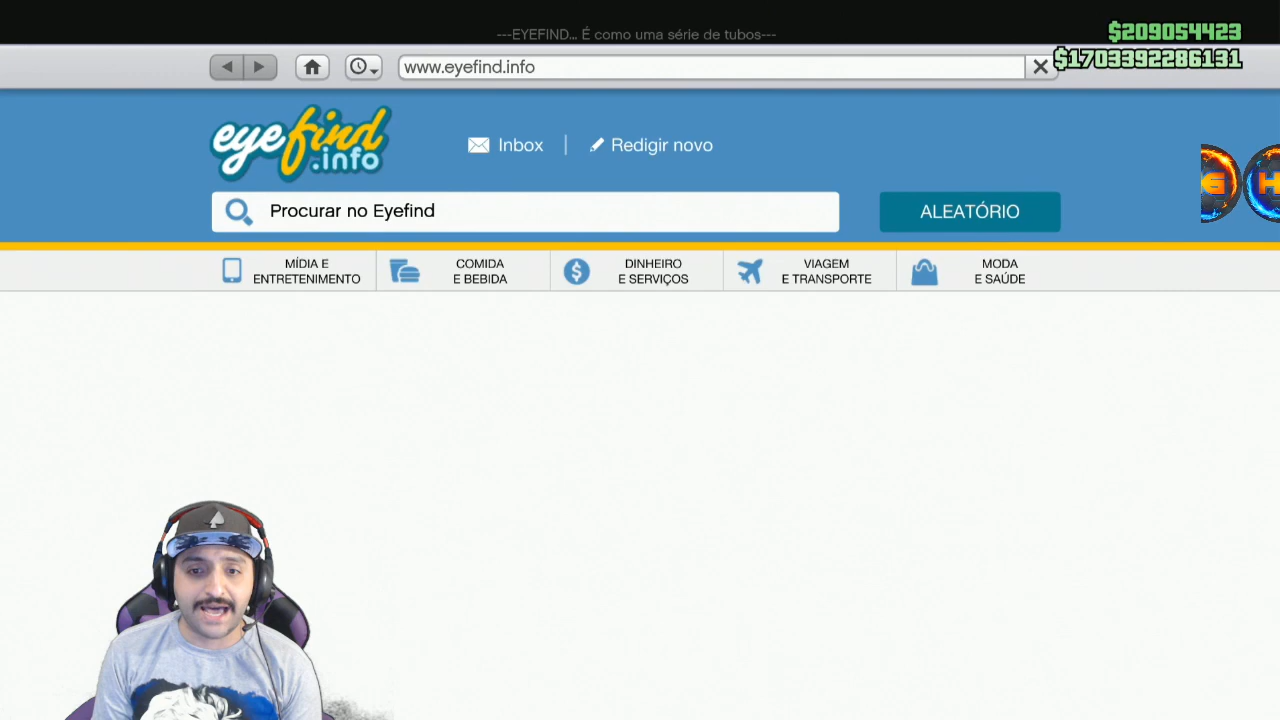 ---EYEFIND... É como uma série de tubos---
$209054423
$1703392286131
www.eyefind.info
eyefind
.info
Inbox
Redigir novo
Procurar no Eyefind
ALEATÓRIO
G H
MÍDIA E
ENTRETENIMENTO
COMIDA
E BEBIDA
DINHEIRO
E SERVIÇOS
VIAGEM
E TRANSPORTE
MODA
E SAÚDE